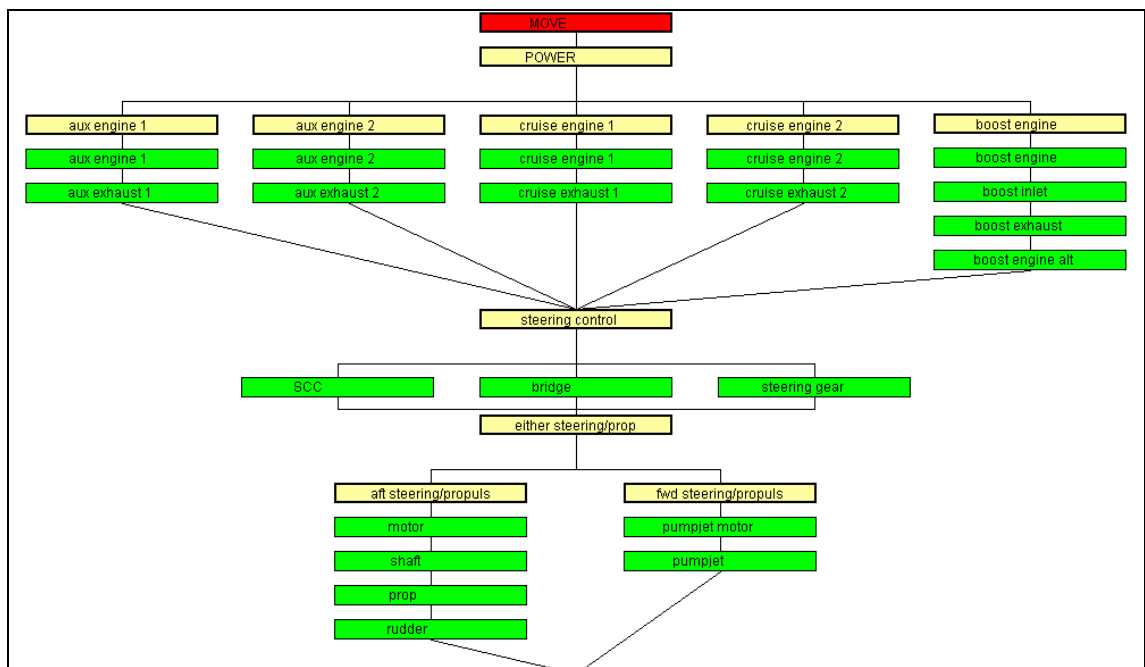 MOVE
POWER
aux engine 1
aux engine 2
cruise engine 1
cruise engine 2
boost engine
aux engine 1
aux engine 2
cruise engine 1
cruise engine 2
boost engine
aux exhaust 1
aux exhaust 2
cruise exhaust 1
cruise exhaust 2
boost inlet
boost exhaust
boost engine alt
steering control
SCC
bridge
steering gear
either steering/prop
aft steering/propuls
fwd steering/propuls
motor
pumpjet motor
shaft
pumpjet
prop
rudder